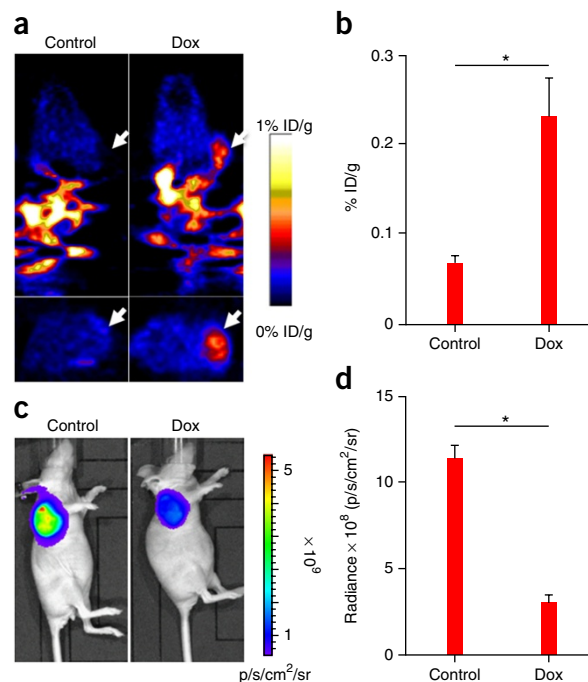 a
Control Dox
1% ID/g
0% ID/g
b
0.3
0.2
0.1
0
% ID/g
*
Control Dox
c
Control Dox
5
× 10⁹
1
p/s/cm²/sr
d
15
10
5
0
Radiance × 10⁸ (p/s/cm²/sr)
*
Control Dox